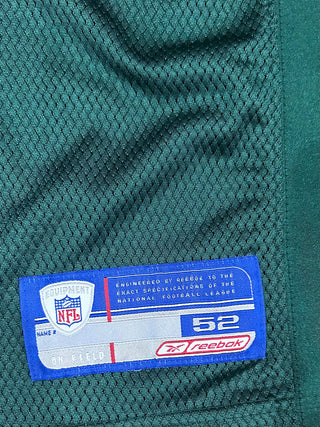 EQUIPMENT
NFL
ENGINEERED BY REEBOK TO THE
EXACT SPECIFICATIONS OF THE
NATIONAL FOOTBALL LEAGUE
NAME #
52
ON FIELD
Reebok